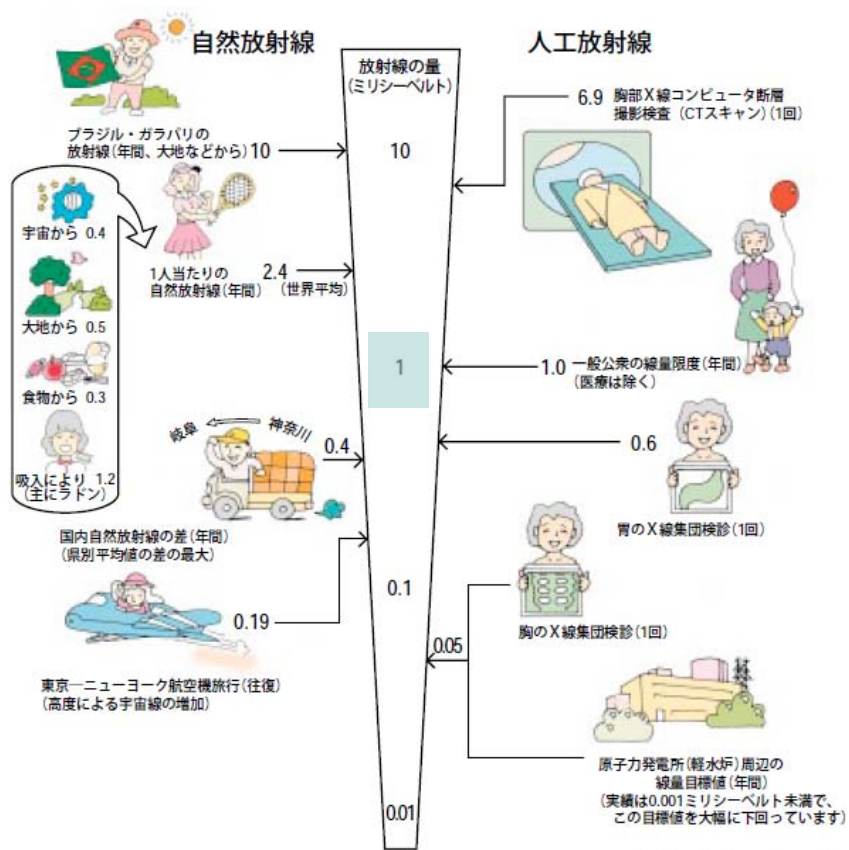 自然放射線
人工放射線
放射線の量
(ミリシーベルト)
10
1
0.1
0.01
ブラジル・ガラパリの
放射線(年間、大地などから) 10
宇宙から 0.4
大地から 0.5
食物から 0.3
吸入により 1.2
(主にラドン)
1人当たりの
自然放射線(年間)
2.4
(世界平均)
岐阜
神奈川
0.4
国内自然放射線の差(年間)
(県別平均値の差の最大)
0.19
東京―ニューヨーク航空機旅行(往復)
(高度による宇宙線の増加)
6.9 胸部X線コンピュータ断層
撮影検査(CTスキャン)(1回)
1.0 一般公衆の線量限度(年間)
(医療は除く)
0.6
胃のX線集団検診(1回)
胸のX線集団検診(1回)
0.05
原子力発電所(軽水炉)周辺の
線量目標値(年間)
(実績は0.001ミリシーベルト未満で、
この目標値を大幅に下回っています)